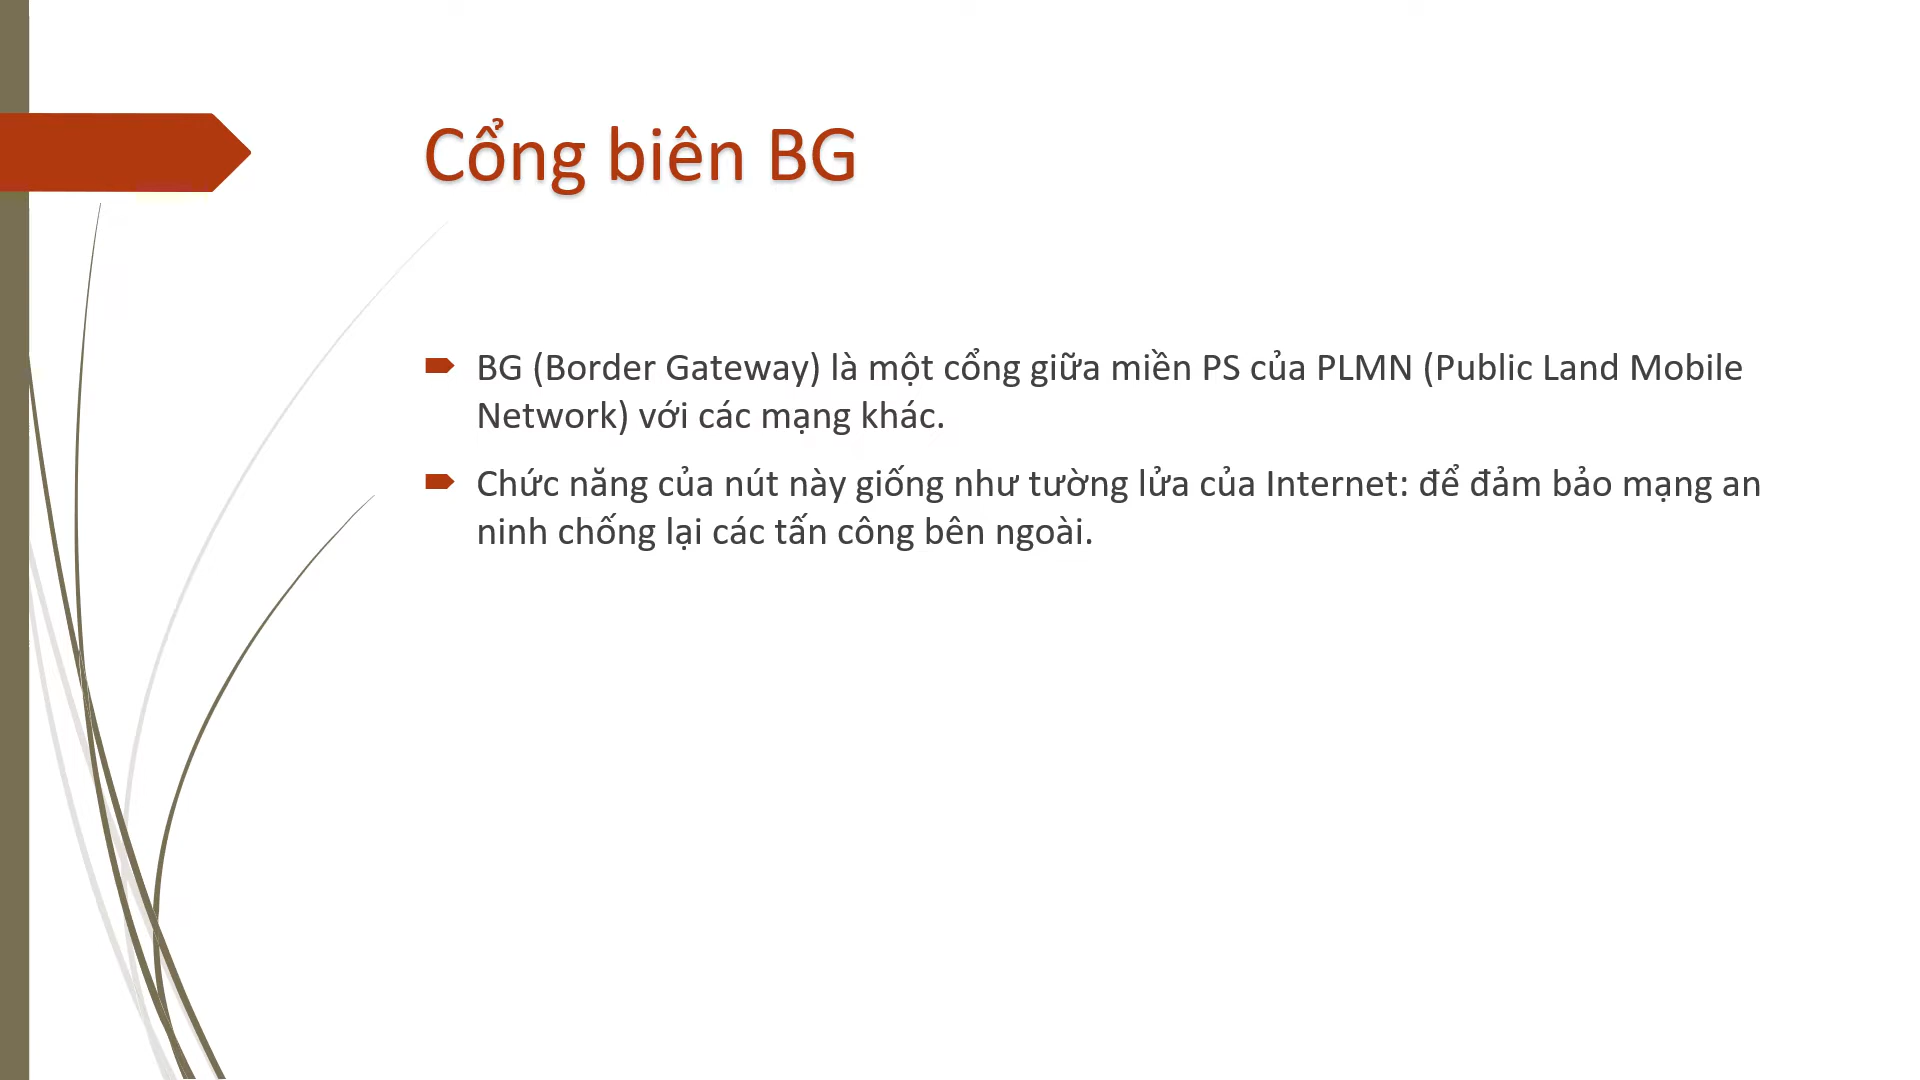 Cổng biên BG
BG (Border Gateway) là một cổng giữa miền PS của PLMN (Public Land Mobile
Network) với các mạng khác.
Chức năng của nút này giống như tường lửa của Internet: để đảm bảo mạng an
ninh chống lại các tấn công bên ngoài.